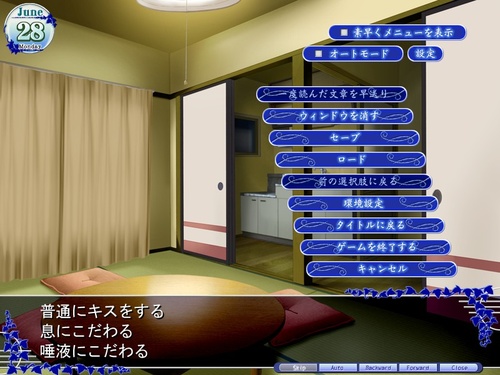 June
28
Monday
素早くメニューを表示
オートモード
設定
一度読んだ文章を早送り
ウィンドウを消す
セーブ
ロード
前の選択肢に戻る
環境設定
タイトルに戻る
ゲームを終了する
キャンセル
普通にキスをする
息にこだわる
唾液にこだわる
Skip Auto Backward Forward Close